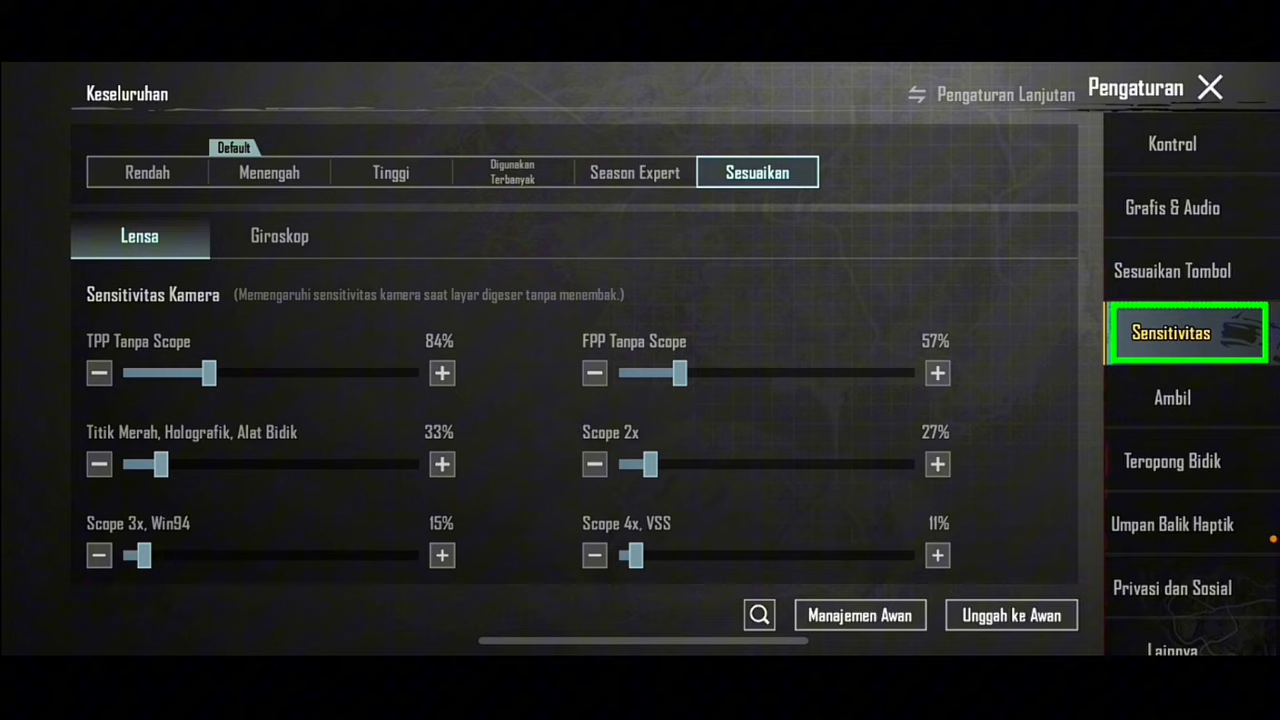 Keseluruhan
Pengaturan Lanjutan
Pengaturan
Default
Rendah
Menengah
Tinggi
Digunakan
Terbanyak
Season Expert
Sesuaikan
Lensa
Giroskop
Sensitivitas Kamera (Memengaruhi sensitivitas kamera saat layar digeser tanpa menembak.)
TPP Tanpa Scope 84%
FPP Tanpa Scope 57%
Titik Merah, Holografik, Alat Bidik 33%
Scope 2x 27%
Scope 3x, Win94 15%
Scope 4x, VSS 11%
Manajemen Awan
Unggah ke Awan
Kontrol
Grafis & Audio
Sesuaikan Tombol
Sensitivitas
Ambil
Teropong Bidik
Umpan Balik Haptik
Privasi dan Sosial
Lainnya